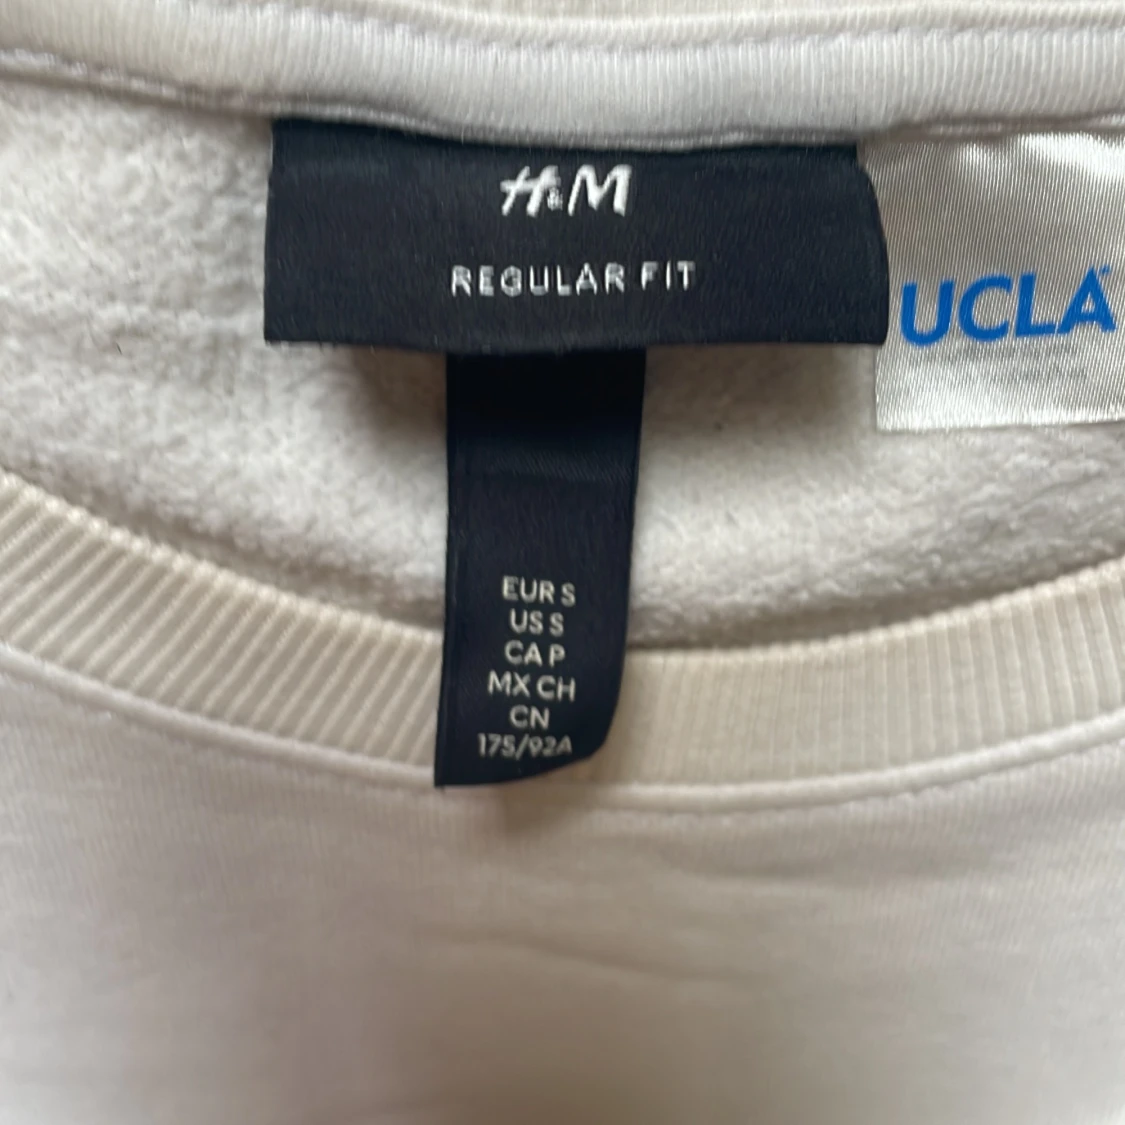 H&M
REGULAR FIT
UCLA
EUR S
US S
CA P
MX CH
CN
175/92A